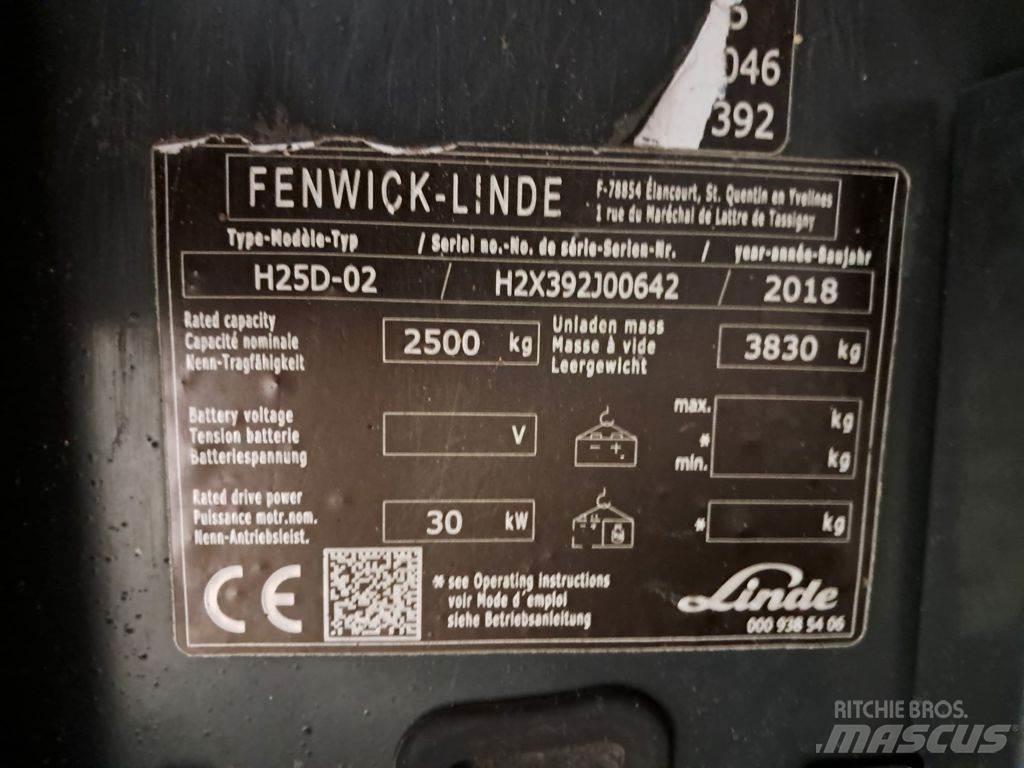 046
392
FENWICK-LINDE
F-78854 Élancourt, St. Quentin en Yvelines
1 rue du Maréchal de Lattre de Tassigny
Type-Modèle-Typ / Serial no.-No. de série-Serien-Nr. / year-année-Baujahr
H25D-02 / H2X392J00642 / 2018
Rated capacity
Capacité nominale
Nenn-Tragfähigkeit
2500 kg
Unladen mass
Masse à vide
Leergewicht
3830 kg
Battery voltage
Tension batterie
Batteriespannung
V
max. kg
*
min. kg
Rated drive power
Puissance motr.nom.
Nenn-Antriebsleist.
30 kW
* kg
CE
* see Operating instructions
voir Mode d'emploi
siehe Betriebsanleitung
Linde
000 938 54 06
RITCHIE BROS.
MASCUS